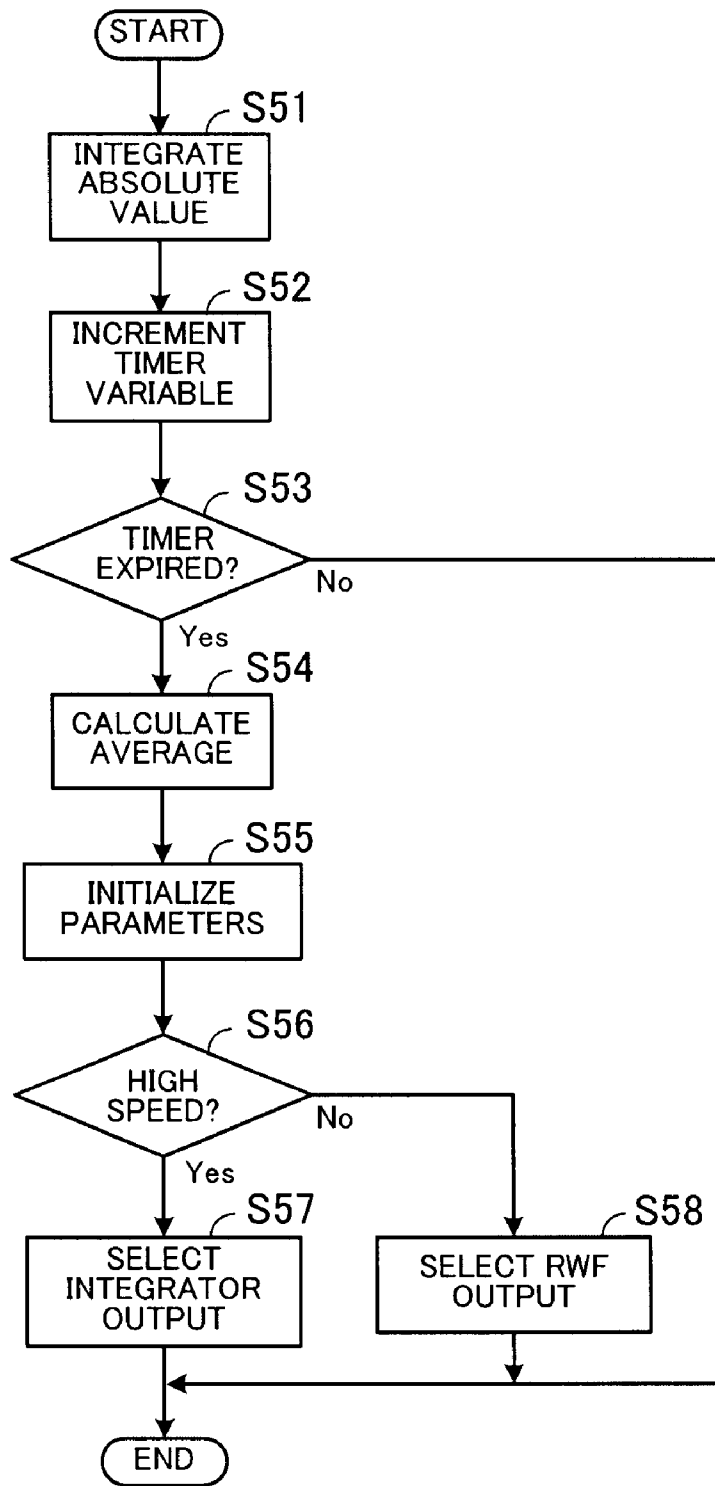 START
S51
INTEGRATE
ABSOLUTE
VALUE
S52
INCREMENT
TIMER
VARIABLE
S53
TIMER
EXPIRED?
No
Yes
S54
CALCULATE
AVERAGE
S55
INITIALIZE
PARAMETERS
S56
HIGH
SPEED?
No
Yes
S57
SELECT
INTEGRATOR
OUTPUT
S58
SELECT RWF
OUTPUT
END